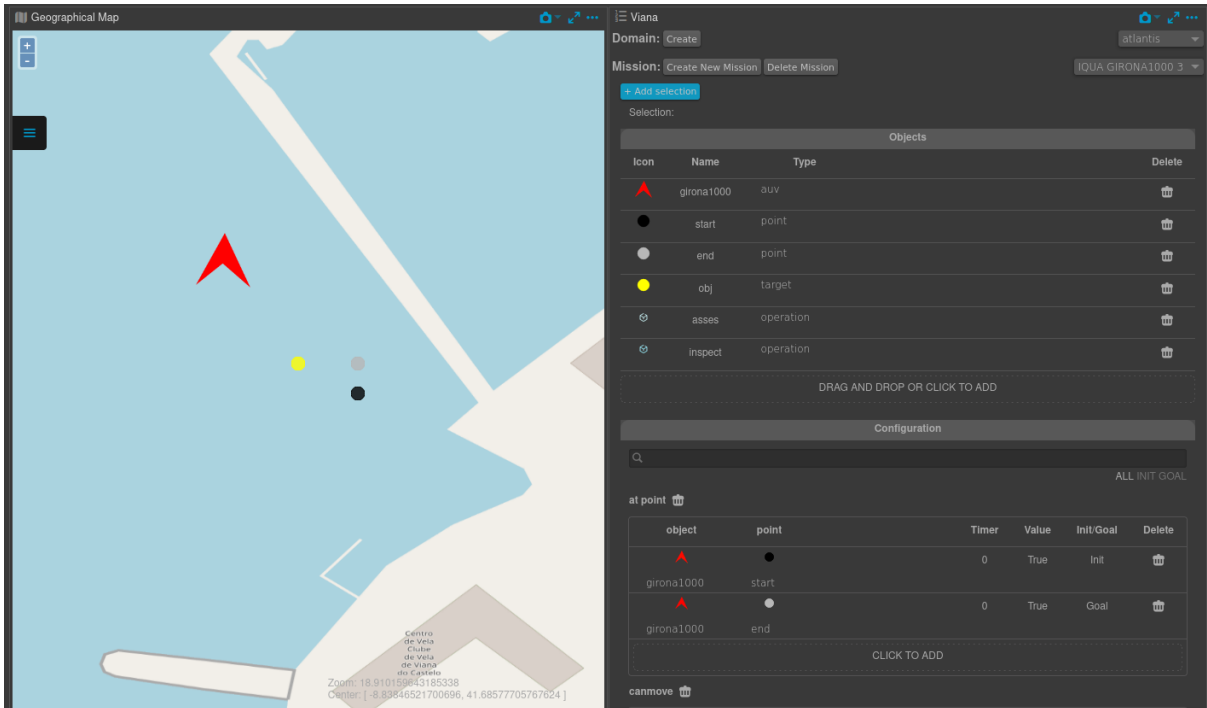 Geographical Map
+
-
Centro
de Vela
Clube
de Vela
de Viana
do Castelo
Zoom: 18.910159643185338
Center: [ -8.83846521700696, 41.68577705767624 ]
Viana
Domain: Create atlantis
Mission: Create New Mission Delete Mission IQUA GIRONA1000 3
+ Add selection
Selection:
Objects
Icon Name Type Delete
girona1000 auv
start point
end point
obj target
asses operation
inspect operation
DRAG AND DROP OR CLICK TO ADD
Configuration
ALL INIT GOAL
at point
object point Timer Value Init/Goal Delete
0 True Init
girona1000 start
0 True Goal
girona1000 end
CLICK TO ADD
canmove